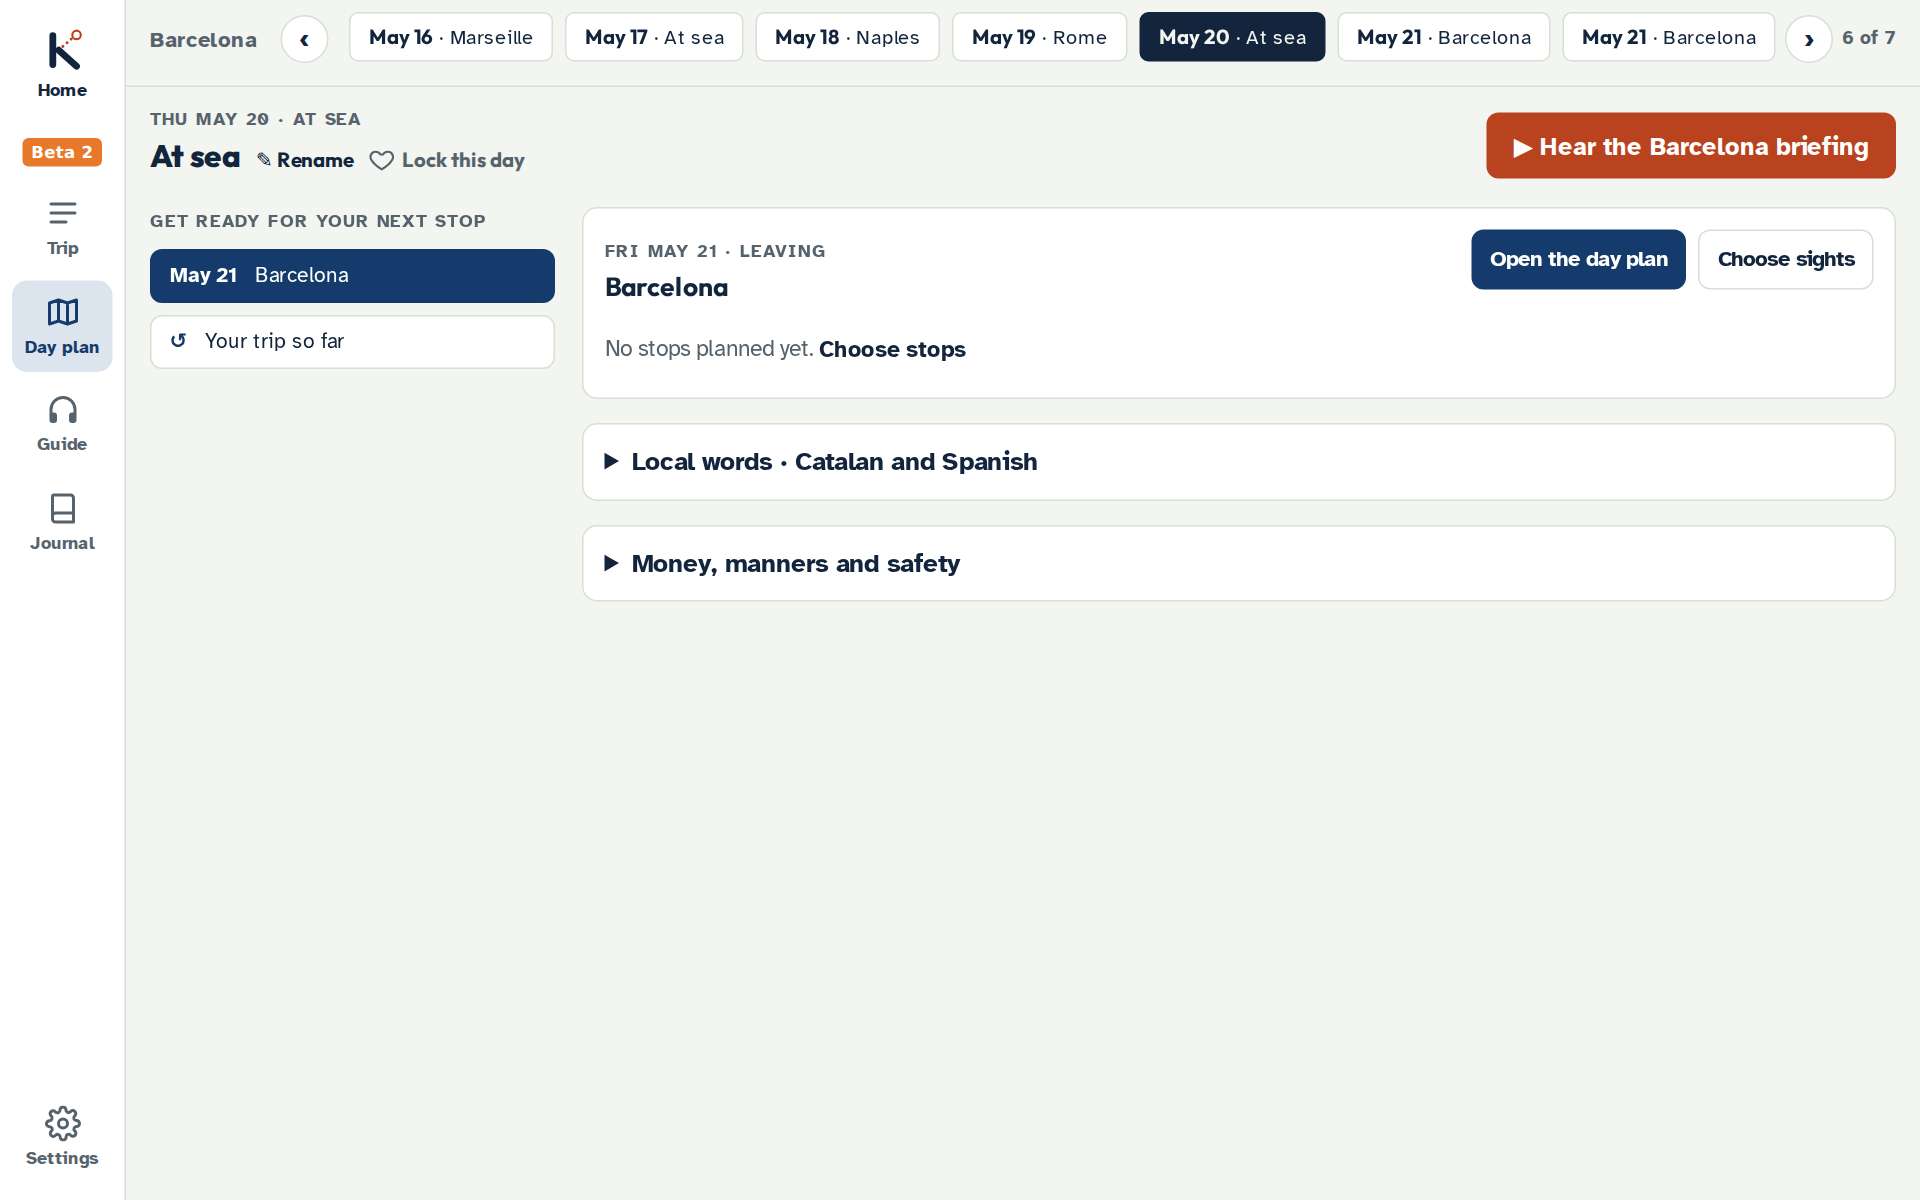 Home
Beta 2
Trip
Day plan
Guide
Journal
Settings
Barcelona ‹ May 16 · Marseille May 17 · At sea May 18 · Naples May 19 · Rome May 20 · At sea May 21 · Barcelona May 21 · Barcelona › 6 of 7
THU MAY 20 · AT SEA
At sea ✎ Rename Lock this day
▶ Hear the Barcelona briefing
GET READY FOR YOUR NEXT STOP
May 21 Barcelona
↺ Your trip so far
FRI MAY 21 · LEAVING
Barcelona
Open the day plan Choose sights
No stops planned yet. Choose stops
▶ Local words · Catalan and Spanish
▶ Money, manners and safety